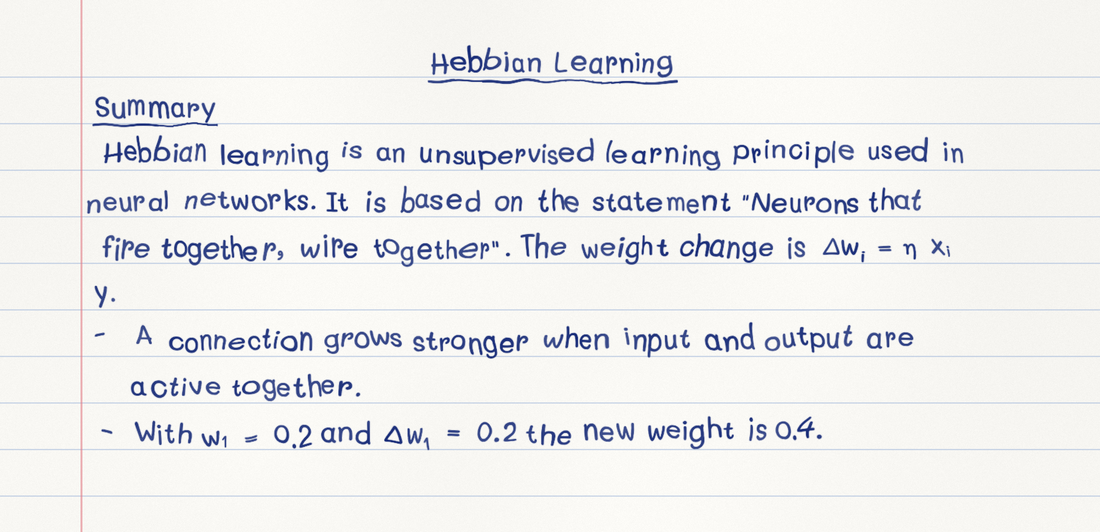 Hebbian Learning
Summary
Hebbian learning is an unsupervised learning principle used in
neural networks. It is based on the statement "Neurons that
fire together, wire together". The weight change is Δwᵢ = η xᵢ
y.
- A connection grows stronger when input and output are
active together.
- With w₁ = 0.2 and Δw₁ = 0.2 the new weight is 0.4.